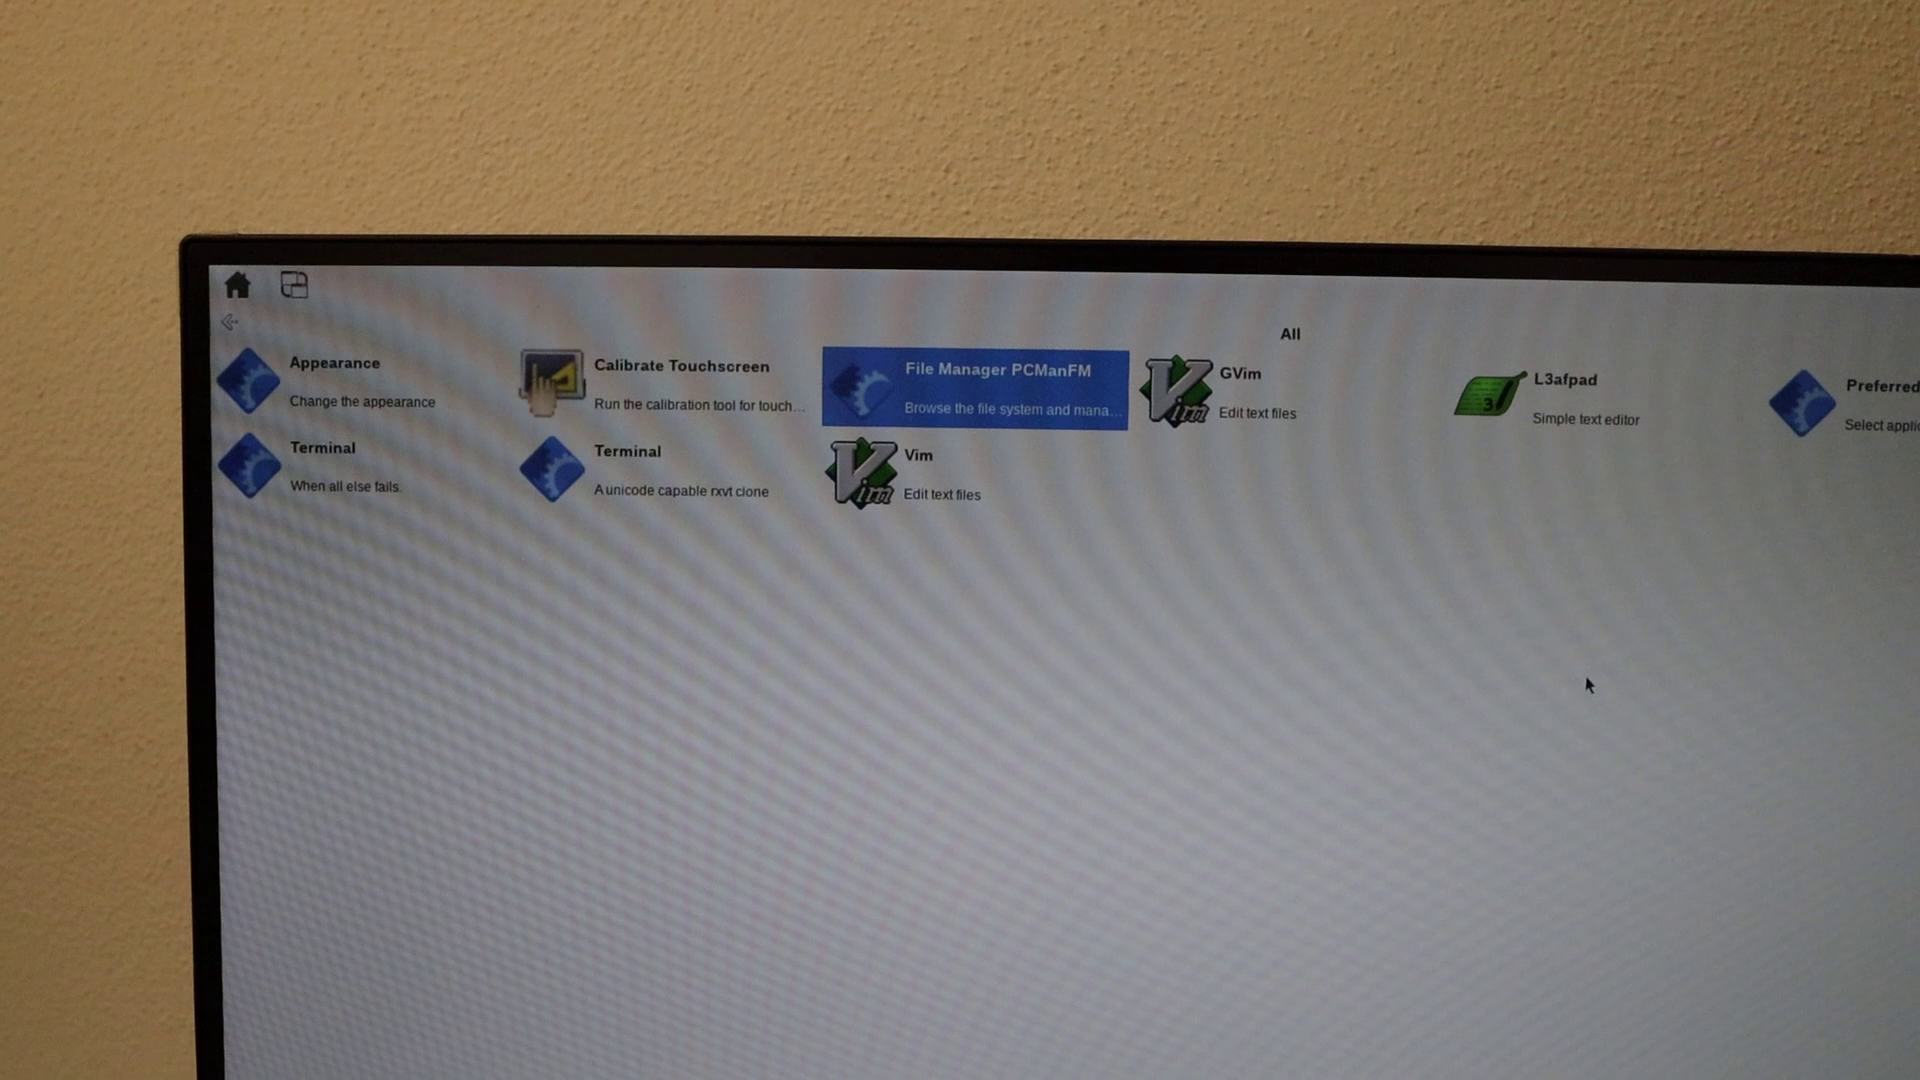 All
Appearance
Change the appearance
Calibrate Touchscreen
Run the calibration tool for touch...
File Manager PCManFM
Browse the file system and mana...
GVim
Edit text files
L3afpad
Simple text editor
Preferred
Select applic
Terminal
When all else fails.
Terminal
A unicode capable rxvt clone
Vim
Edit text files